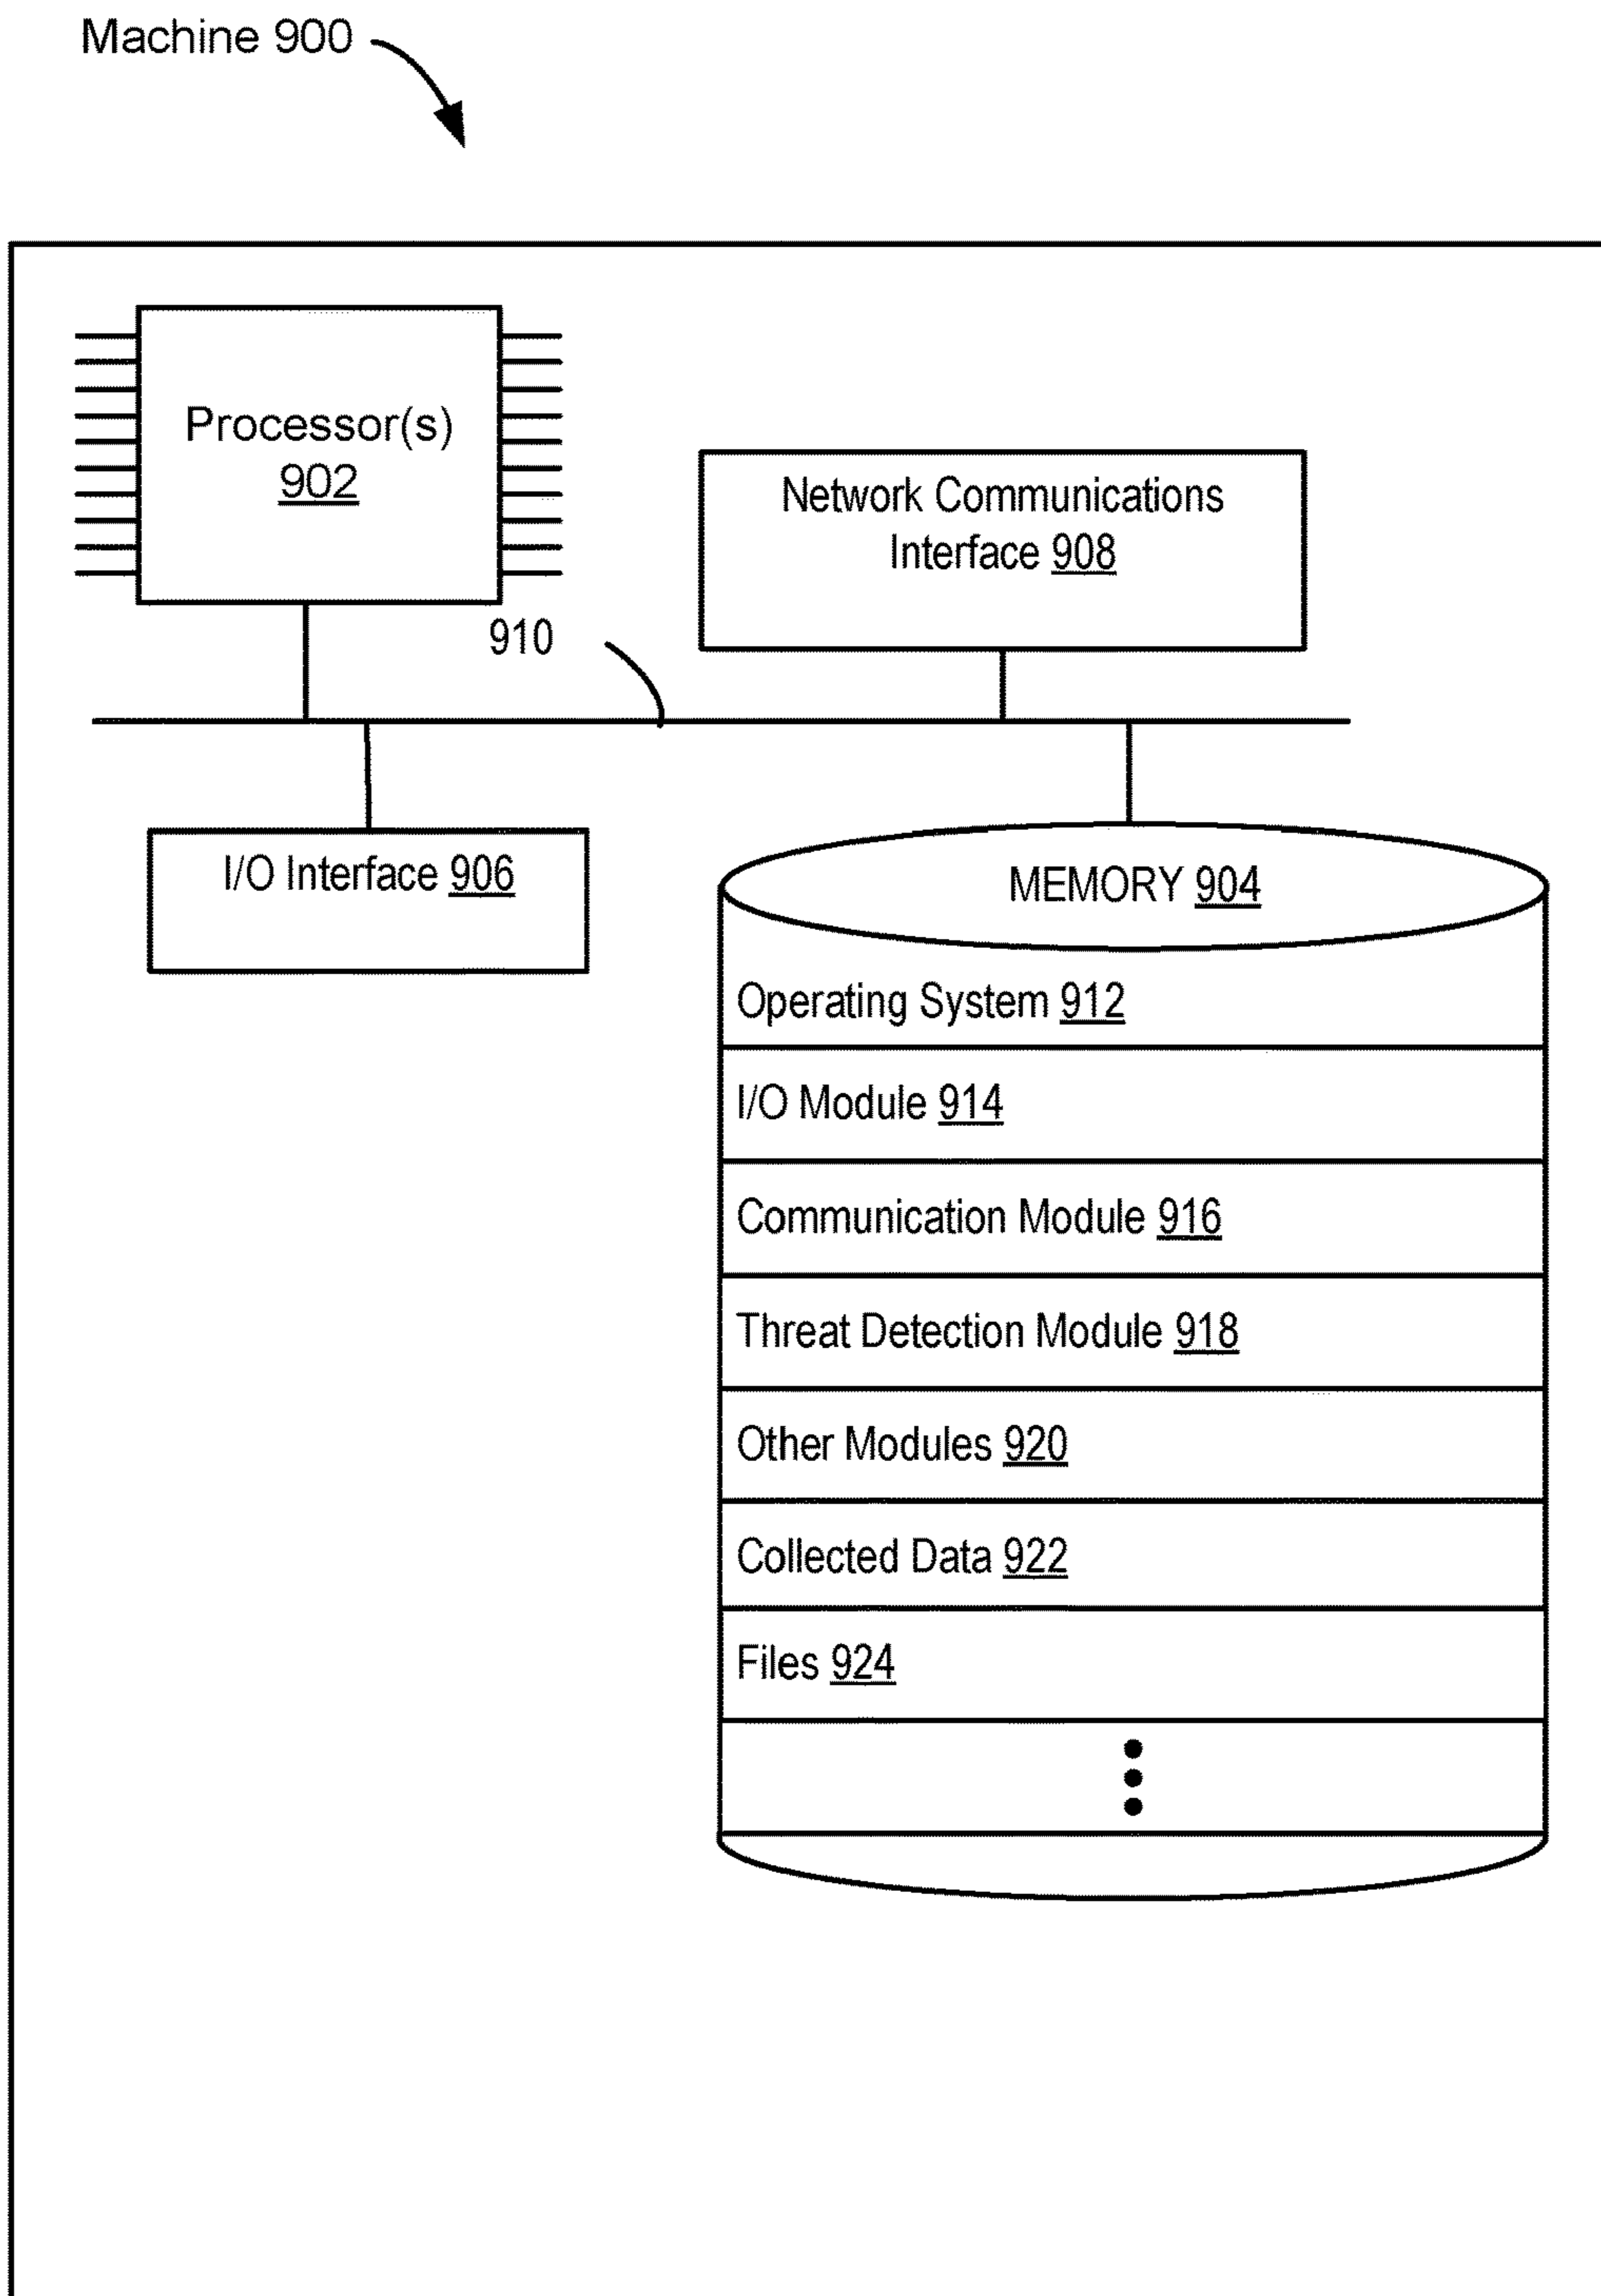 Machine 900
Processor(s)
902
Network Communications
Interface 908
910
I/O Interface 906
MEMORY 904
Operating System 912
I/O Module 914
Communication Module 916
Threat Detection Module 918
Other Modules 920
Collected Data 922
Files 924